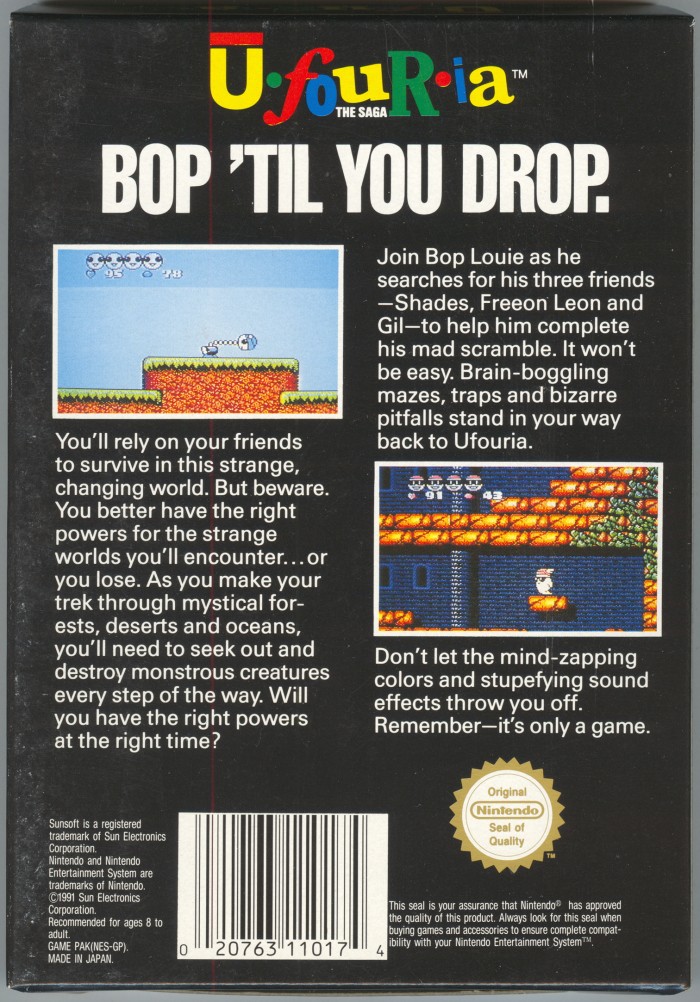 U·fouR·ia™
THE SAGA
BOP 'TIL YOU DROP.
95 78
You'll rely on your friends
to survive in this strange,
changing world. But beware.
You better have the right
powers for the strange
worlds you'll encounter...or
you lose. As you make your
trek through mystical for-
ests, deserts and oceans,
you'll need to seek out and
destroy monstrous creatures
every step of the way. Will
you have the right powers
at the right time?
Join Bop Louie as he
searches for his three friends
—Shades, Freeon Leon and
Gil—to help him complete
his mad scramble. It won't
be easy. Brain-boggling
mazes, traps and bizarre
pitfalls stand in your way
back to Ufouria.
91 43
Don't let the mind-zapping
colors and stupefying sound
effects throw you off.
Remember—it's only a game.
Sunsoft is a registered
trademark of Sun Electronics
Corporation.
Nintendo and Nintendo
Entertainment System are
trademarks of Nintendo.
©1991 Sun Electronics
Corporation.
Recommended for ages 8 to
adult.
GAME PAK(NES-GP).
MADE IN JAPAN.
0 20763 11017 4
Original
Nintendo
Seal of
Quality
TM
This seal is your assurance that Nintendo® has approved
the quality of this product. Always look for this seal when
buying games and accessories to ensure complete compat-
ibility with your Nintendo Entertainment System™.